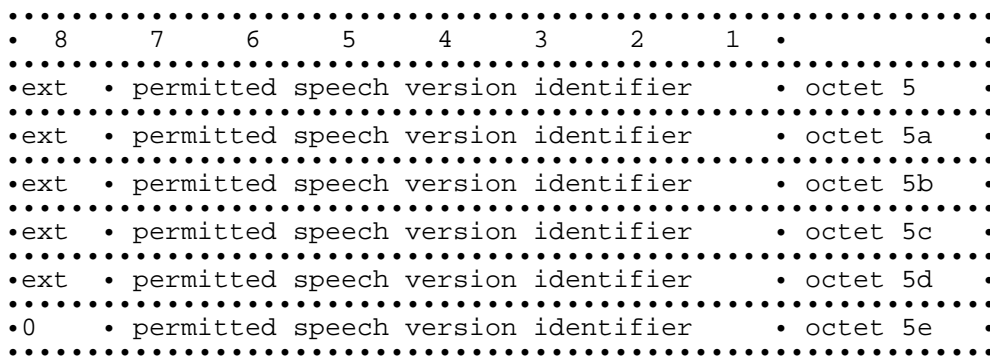 8 7 6 5 4 3 2 1
ext permitted speech version identifier octet 5
ext permitted speech version identifier octet 5a
ext permitted speech version identifier octet 5b
ext permitted speech version identifier octet 5c
ext permitted speech version identifier octet 5d
0 permitted speech version identifier octet 5e